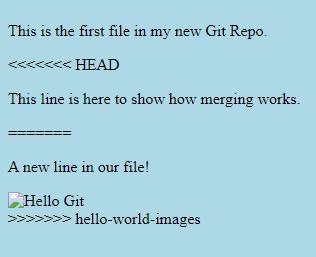 This is the first file in my new Git Repo.
<<<<<<< HEAD
This line is here to show how merging works.
=======
A new line in our file!
Hello Git
>>>>>>> hello-world-images